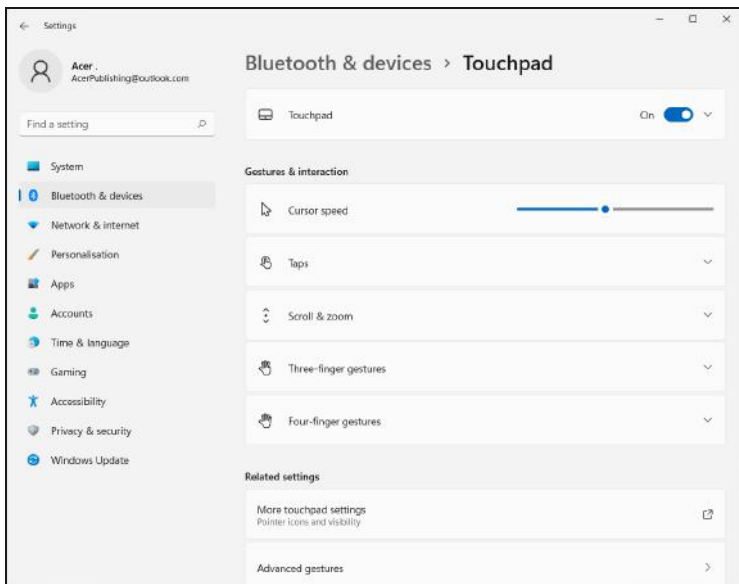 Settings
Acer .
AcerPublishing@outlook.com
Find a setting
System
Bluetooth & devices
Network & internet
Personalisation
Apps
Accounts
Time & language
Gaming
Accessibility
Privacy & security
Windows Update
Bluetooth & devices › Touchpad
Touchpad
On
Gestures & interaction
Cursor speed
Taps
Scroll & zoom
Three-finger gestures
Four-finger gestures
Related settings
More touchpad settings
Pointer icons and visibility
Advanced gestures